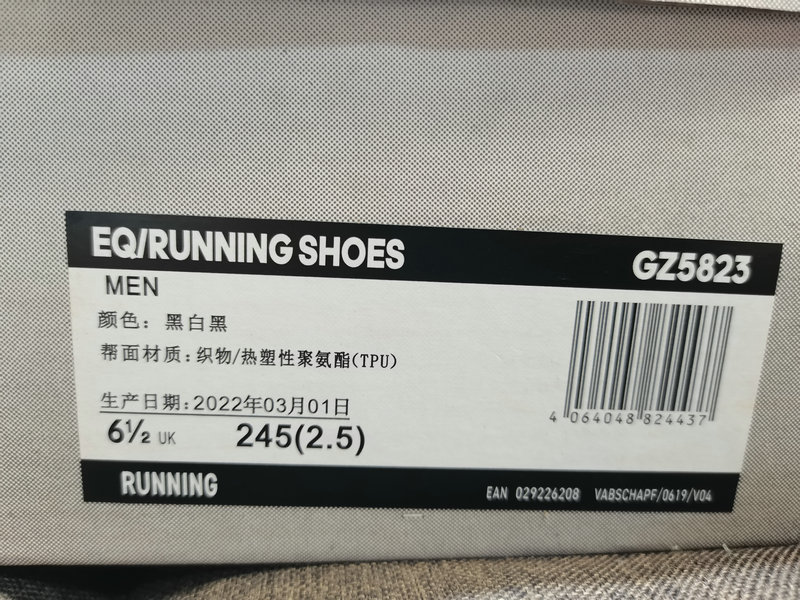 EQ/RUNNING SHOES
GZ5823
MEN
颜色：黑白黑
帮面材质：织物/热塑性聚氨酯(TPU)
生产日期:2022年03月01日
6½ UK 245(2.5)
4 064048 824437
RUNNING
EAN 029226208 VABSCHAPF/0619/V04